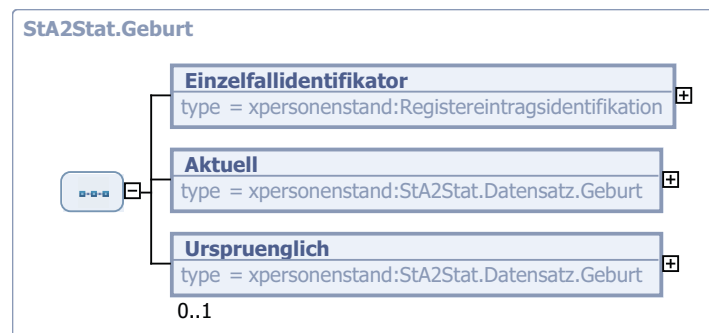 StA2Stat.Geburt
Einzelfallidentifikator
type = xpersonenstand:Registereintragsidentifikation
Aktuell
type = xpersonenstand:StA2Stat.Datensatz.Geburt
Urspruenglich
type = xpersonenstand:StA2Stat.Datensatz.Geburt
0..1